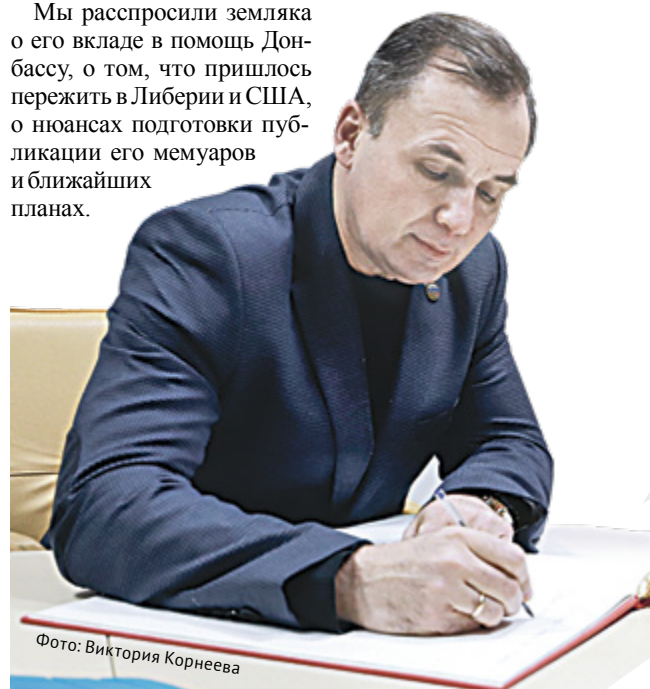 Мы расспросили земляка
о его вкладе в помощь Дон-
бассу, о том, что пришлось
пережить в Либерии и США,
о нюансах подготовки пуб-
ликации его мемуаров
и ближайших
планах.
Фото: Виктория Корнеева